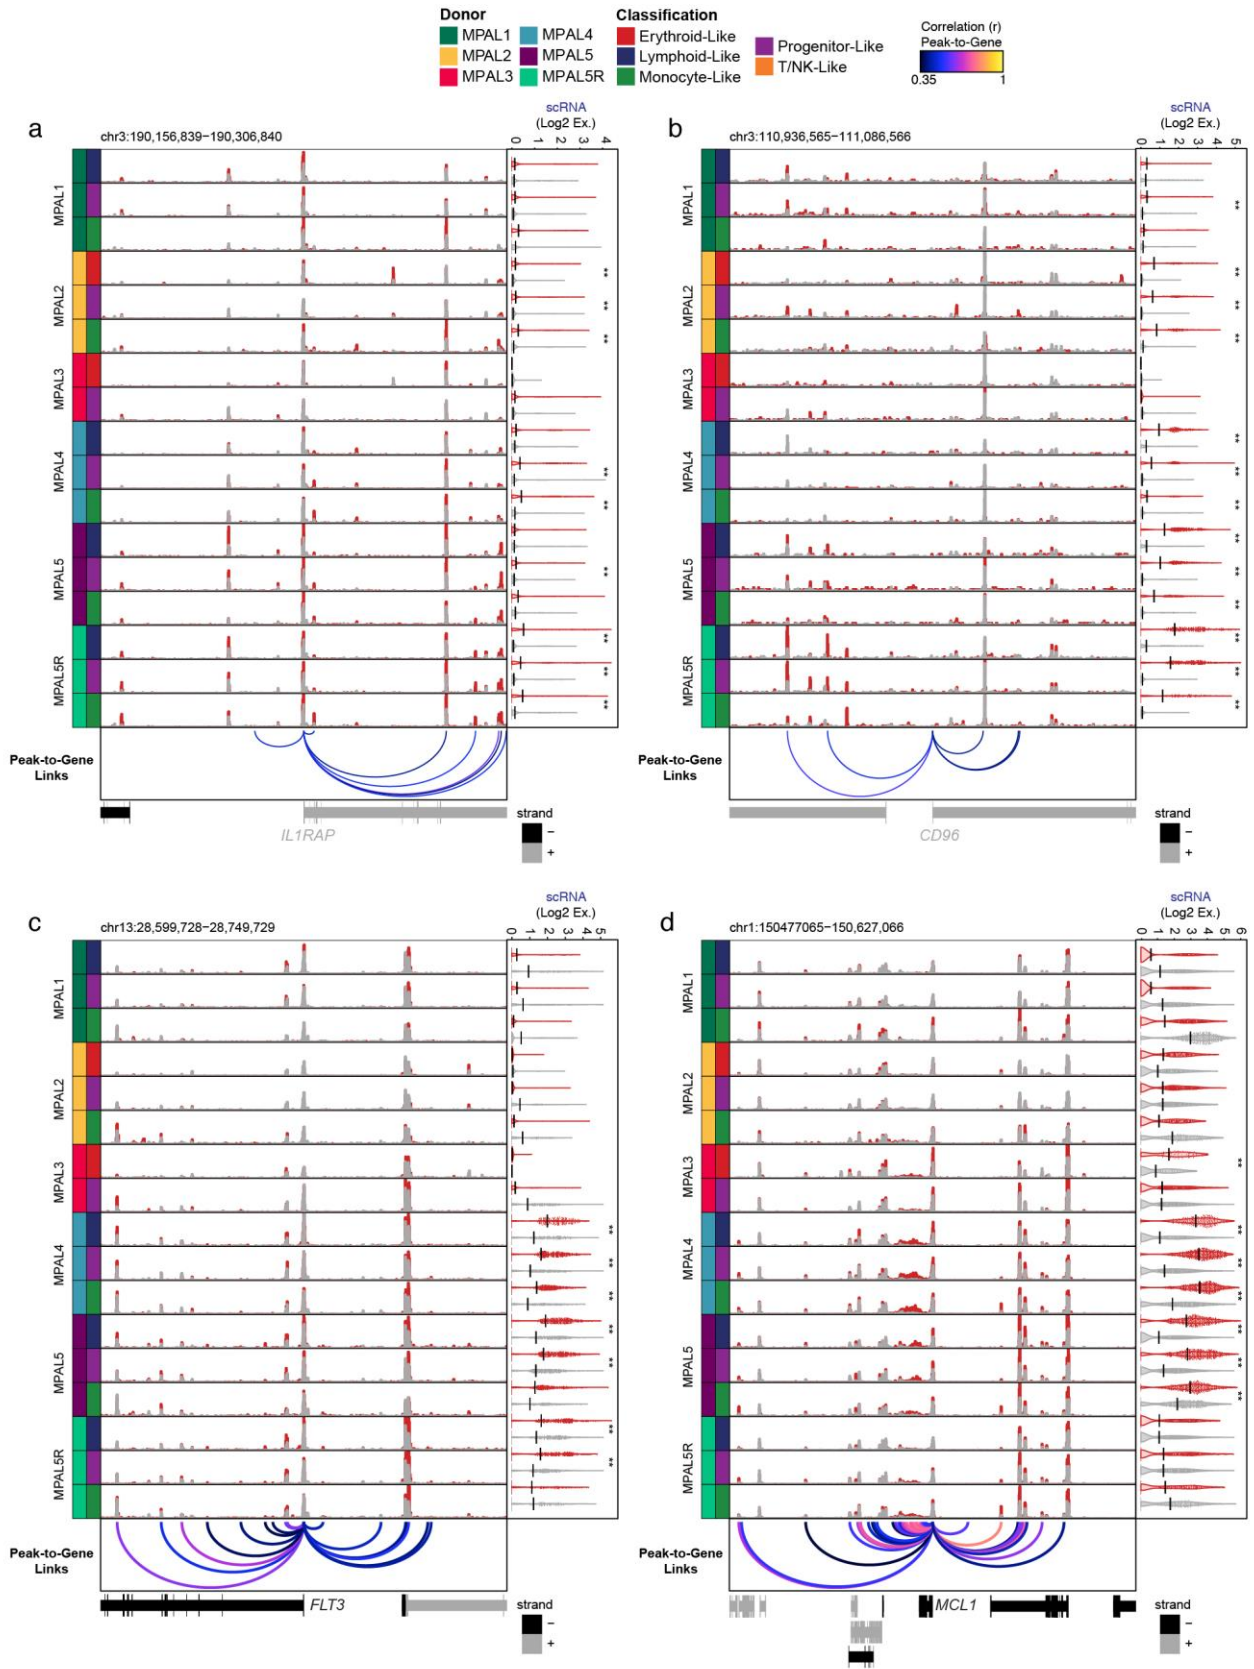 Donor
MPAL1
MPAL2
MPAL3
MPAL4
MPAL5
MPAL5R
Classification
Erythroid-Like
Lymphoid-Like
Monocyte-Like
Progenitor-Like
T/NK-Like
Correlation (r)
Peak-to-Gene
0.35 1
a
chr3:190,156,839−190,306,840
scRNA
(Log2 Ex.)
0 1 2 3 4
MPAL1
MPAL2
MPAL3
MPAL4
MPAL5
MPAL5R
**
**
**
**
**
**
**
**
**
Peak-to-Gene
Links
IL1RAP
strand
−
+
b
chr3:110,936,565−111,086,566
scRNA
(Log2 Ex.)
0 1 2 3 4 5
MPAL1
MPAL2
MPAL3
MPAL4
MPAL5
MPAL5R
**
**
**
**
**
**
**
**
**
**
**
**
**
Peak-to-Gene
Links
CD96
strand
−
+
c
chr13:28,599,728−28,749,729
scRNA
(Log2 Ex.)
0 1 2 3 4 5
MPAL1
MPAL2
MPAL3
MPAL4
MPAL5
MPAL5R
**
**
**
**
**
**
**
Peak-to-Gene
Links
FLT3
strand
−
+
d
chr1:150477065−150,627,066
scRNA
(Log2 Ex.)
0 1 2 3 4 5 6
MPAL1
MPAL2
MPAL3
MPAL4
MPAL5
MPAL5R
**
**
**
**
**
**
**
Peak-to-Gene
Links
MCL1
strand
−
+